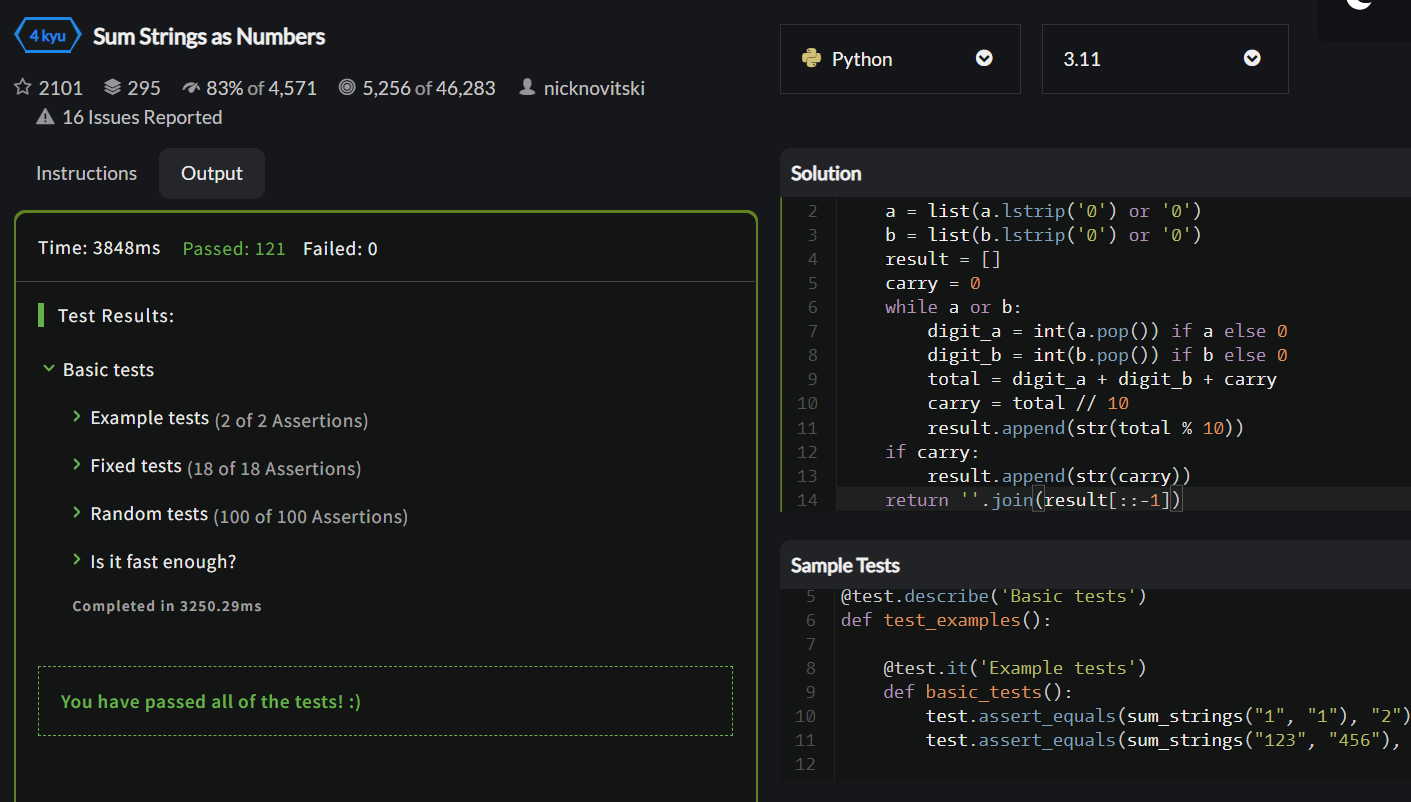 4 kyu Sum Strings as Numbers
2101 295 83% of 4,571 5,256 of 46,283 nicknovitski
16 Issues Reported
Instructions Output
Time: 3848ms Passed: 121 Failed: 0
Test Results:
Basic tests
Example tests (2 of 2 Assertions)
Fixed tests (18 of 18 Assertions)
Random tests (100 of 100 Assertions)
Is it fast enough?
Completed in 3250.29ms
You have passed all of the tests! :)
Python 3.11
Solution
2 a = list(a.lstrip('0') or '0')
3 b = list(b.lstrip('0') or '0')
4 result = []
5 carry = 0
6 while a or b:
7 digit_a = int(a.pop()) if a else 0
8 digit_b = int(b.pop()) if b else 0
9 total = digit_a + digit_b + carry
10 carry = total // 10
11 result.append(str(total % 10))
12 if carry:
13 result.append(str(carry))
14 return ''.join(result[::-1])
Sample Tests
5 @test.describe('Basic tests')
6 def test_examples():
7
8 @test.it('Example tests')
9 def basic_tests():
10 test.assert_equals(sum_strings("1", "1"), "2")
11 test.assert_equals(sum_strings("123", "456"),
12